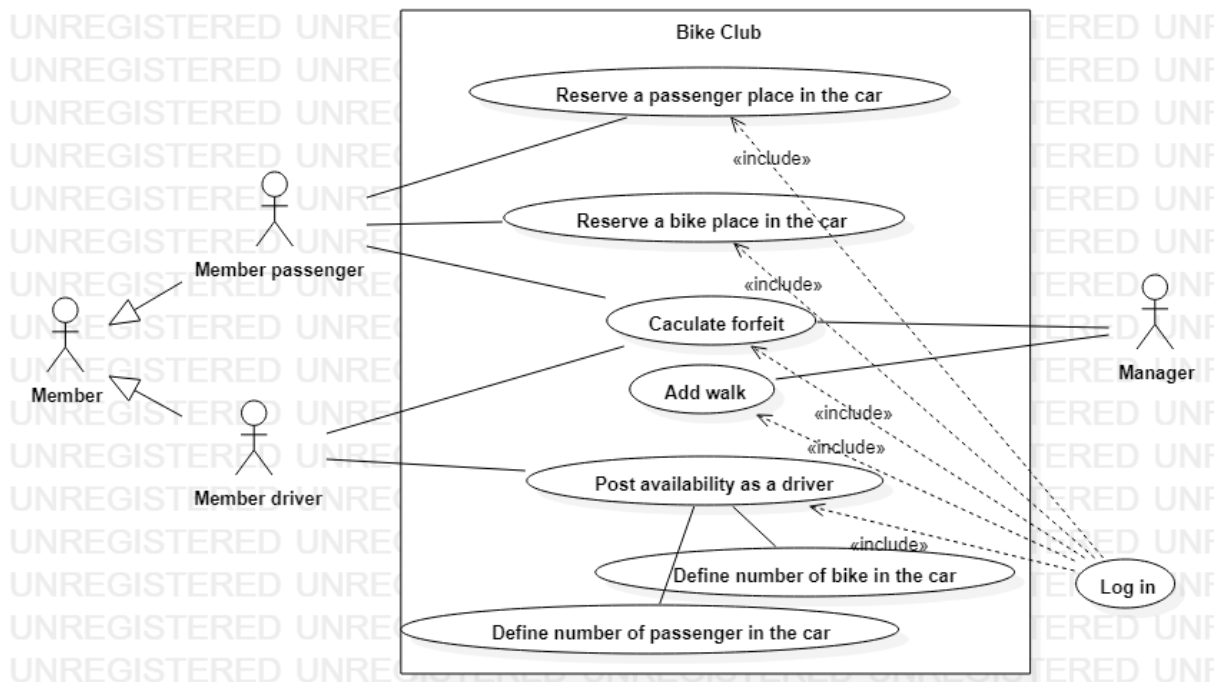 UNREGISTERED UNREGISTERED
Bike Club
Reserve a passenger place in the car
«include»
Reserve a bike place in the car
Member passenger
«include»
Caculate forfeit
Manager
Member
Add walk
«include»
«include»
Post availability as a driver
Member driver
«include»
Define number of bike in the car
Log in
Define number of passenger in the car